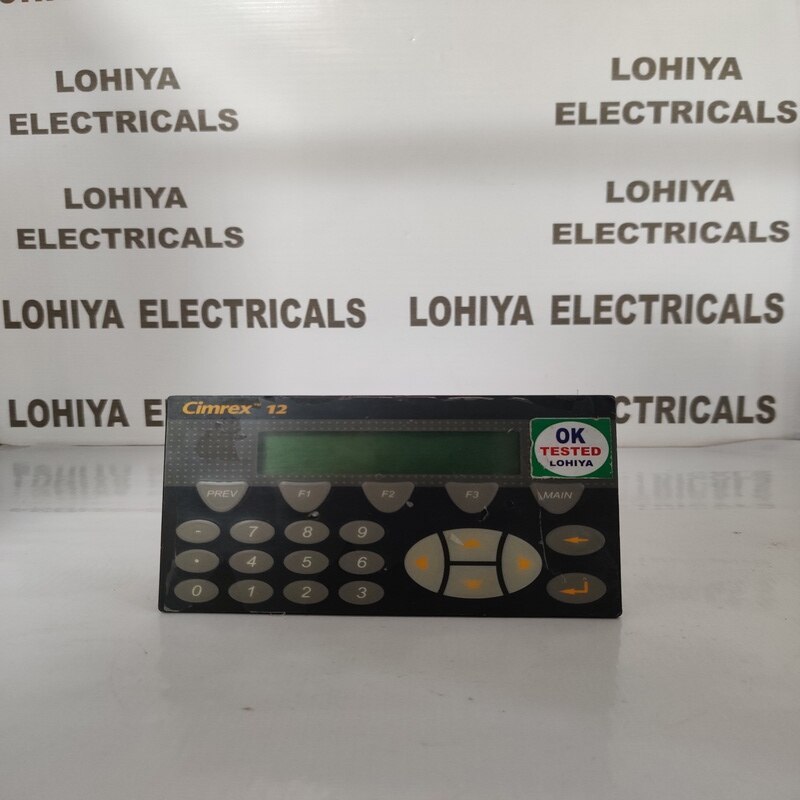 LOHIYA
ELECTRICALS
LOHIYA
ELECTRICALS
LOHIYA
ELECTRICALS
LOHIYA
ELECTRICALS
LOHIYA ELECTRICALS
LOHIYA ELECTRICALS
LOHIYA
CTRICALS
Cimrex™ 12
OK
TESTED
LOHIYA
PREV F1 F2 F3 MAIN
- 7 8 9
. 4 5 6
0 1 2 3